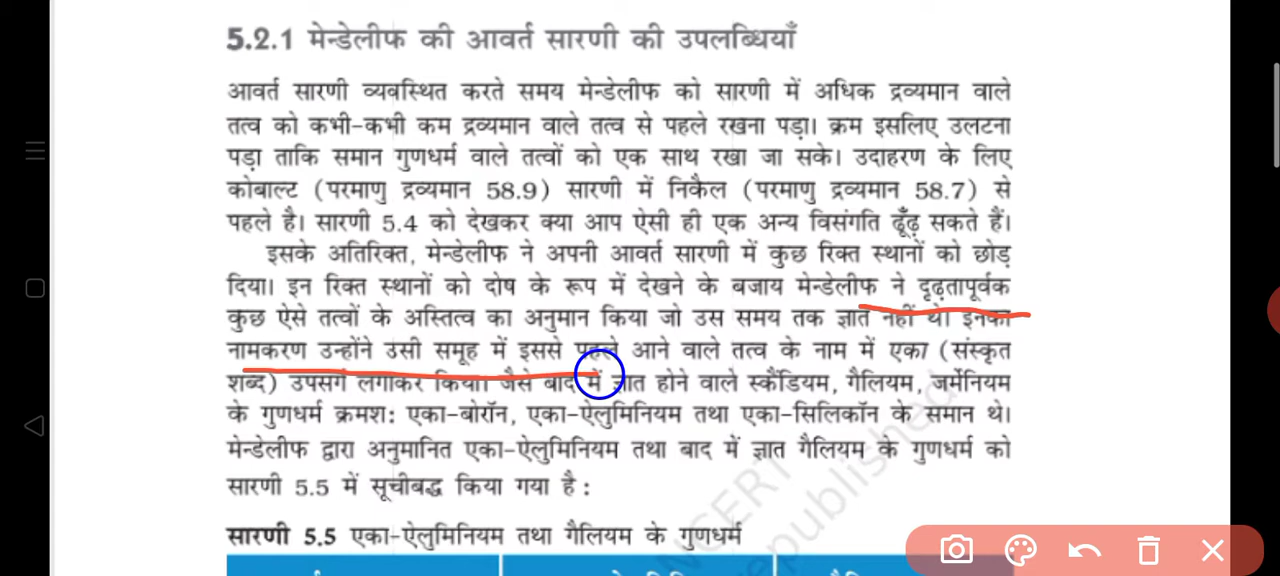 5.2.1 मेन्डेलीफ की आवर्त सारणी की उपलब्धियाँ
आवर्त सारणी व्यवस्थित करते समय मेन्डेलीफ को सारणी में अधिक द्रव्यमान वाले
तत्व को कभी-कभी कम द्रव्यमान वाले तत्व से पहले रखना पड़ा। क्रम इसलिए उलटना
पड़ा ताकि समान गुणधर्म वाले तत्वों को एक साथ रखा जा सके। उदाहरण के लिए
कोबाल्ट (परमाणु द्रव्यमान 58.9) सारणी में निकैल (परमाणु द्रव्यमान 58.7) से
पहले है। सारणी 5.4 को देखकर क्या आप ऐसी ही एक अन्य विसंगति ढूँढ़ सकते हैं।
इसके अतिरिक्त, मेन्डेलीफ ने अपनी आवर्त सारणी में कुछ रिक्त स्थानों को छोड़
दिया। इन रिक्त स्थानों को दोष के रूप में देखने के बजाय मेन्डेलीफ ने दृढ़तापूर्वक
कुछ ऐसे तत्वों के अस्तित्व का अनुमान किया जो उस समय तक ज्ञात नहीं थे। इनका
नामकरण उन्होंने उसी समूह में इससे पहले आने वाले तत्व के नाम में एका (संस्कृत
शब्द) उपसर्ग लगाकर किया। जैसे बाद में ज्ञात होने वाले स्कैंडियम, गैलियम, जर्मेनियम
के गुणधर्म क्रमश: एका-बोरॉन, एका-ऐलुमिनियम तथा एका-सिलिकॉन के समान थे।
मेन्डेलीफ द्वारा अनुमानित एका-ऐलुमिनियम तथा बाद में ज्ञात गैलियम के गुणधर्म को
सारणी 5.5 में सूचीबद्ध किया गया है :
सारणी 5.5 एका-ऐलुमिनियम तथा गैलियम के गुणधर्म
NCERT
republished